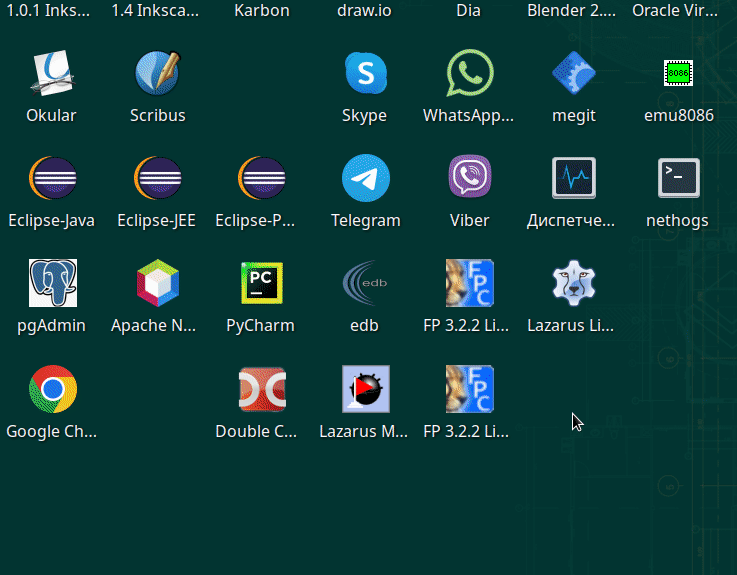 1.0.1 Inks...
1.4 Inksca...
Karbon
draw.io
Dia
Blender 2....
Oracle Vir...
S
8086
Okular
Scribus
Skype
WhatsApp...
megit
emu8086
>_
Eclipse-Java
Eclipse-JEE
Eclipse-P...
Telegram
Viber
Диспетче...
nethogs
PC
edb
FPC
pgAdmin
Apache N...
PyCharm
edb
FP 3.2.2 Li...
Lazarus Li...
FPC
Google Ch...
Double C...
Lazarus M...
FP 3.2.2 Li...